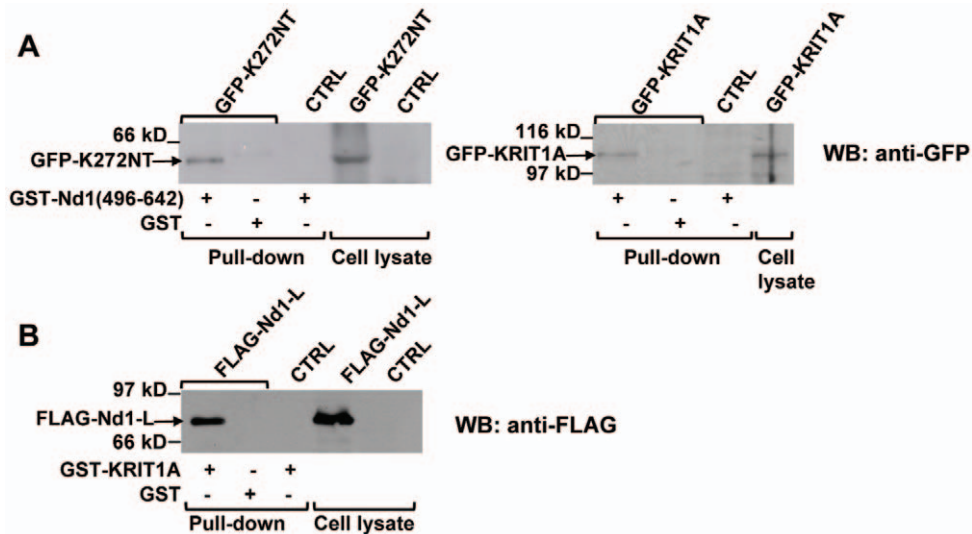 A
GFP-K272NT
CTRL
GFP-K272NT
CTRL
66 kD
GFP-K272NT
GST-Nd1(496-642) + - +
GST - + -
Pull-down Cell lysate
GFP-KRIT1A
CTRL
GFP-KRIT1A
116 kD
GFP-KRIT1A
97 kD
WB: anti-GFP
+ - +
- + -
Pull-down Cell
lysate
B
FLAG-Nd1-L
CTRL
FLAG-Nd1-L
CTRL
97 kD
FLAG-Nd1-L
66 kD
WB: anti-FLAG
GST-KRIT1A + - +
GST - + -
Pull-down Cell lysate